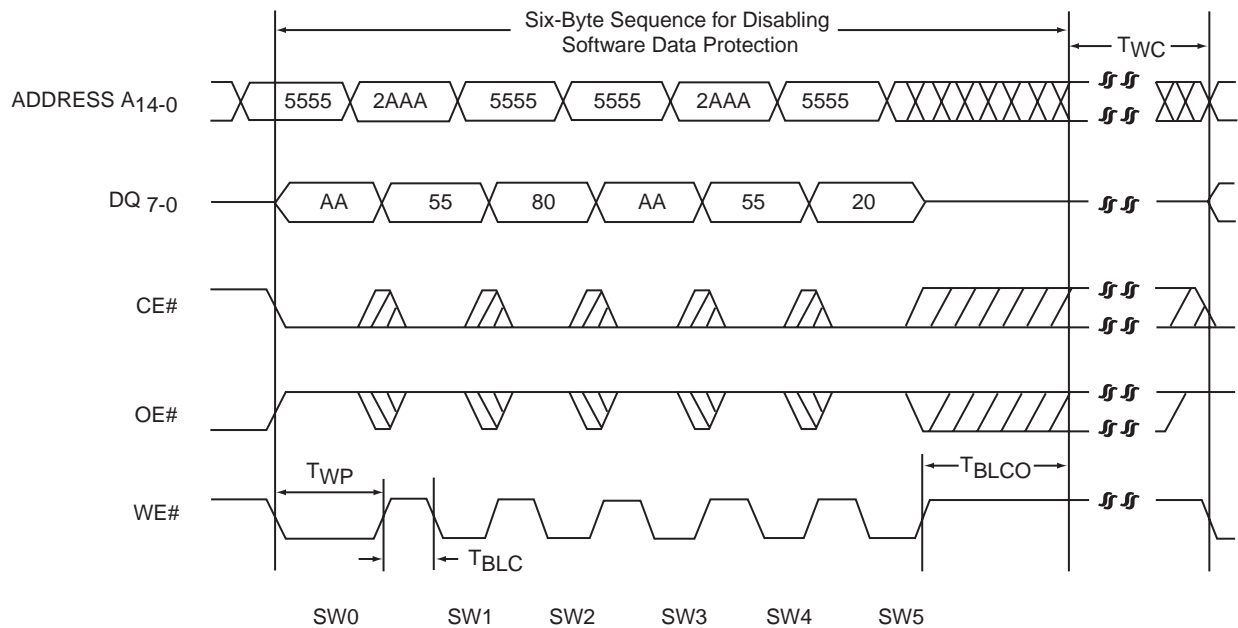 Six-Byte Sequence for Disabling
Software Data Protection
TWC
ADDRESS A14-0
5555 2AAA 5555 5555 2AAA 5555
DQ 7-0
AA 55 80 AA 55 20
CE#
OE#
TWP
TBLCO
WE#
TBLC
SW0 SW1 SW2 SW3 SW4 SW5